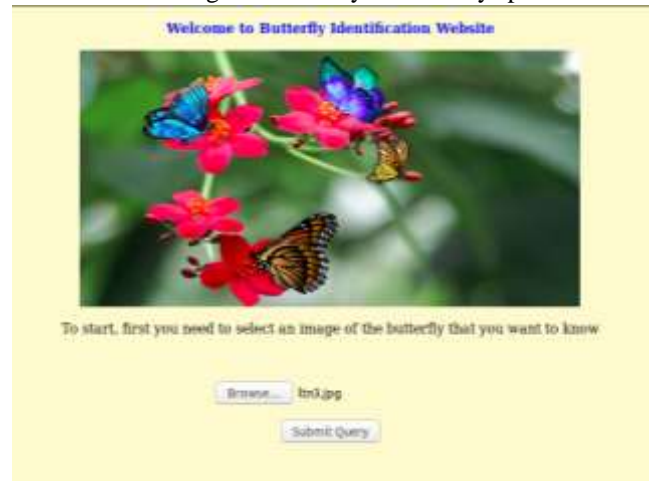 Welcome to Butterfly Identification Website
To start, first you need to select an image of the butterfly that you want to know
Browse...
Submit Query